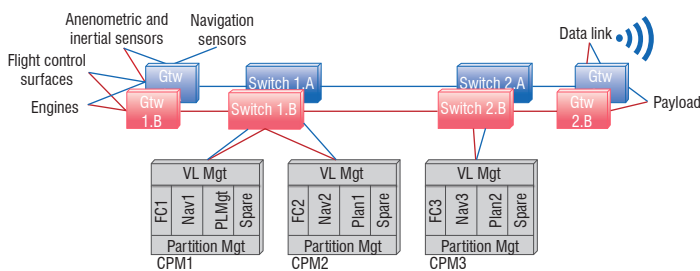 Anenometric and
inertial sensors
Navigation
sensors
Data link
Flight control
surfaces
Engines
Gtw
Gtw
1.B
Switch 1.A
Switch 1.B
Switch 2.A
Switch 2.B
Gtw
Gtw
2.B
Payload
VL Mgt
FC1
Nav1
PLMgt
Spare
Partition Mgt
CPM1
VL Mgt
FC2
Nav2
Plan1
Spare
Partition Mgt
CPM2
VL Mgt
FC3
Nav3
Plan2
Spare
Partition Mgt
CPM3